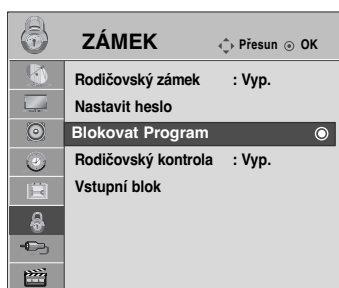 ZÁMEK
Přesun OK
Rodičovský zámek : Vyp.
Nastavit heslo
Blokovat Program
Rodičovský kontrola : Vyp.
Vstupní blok